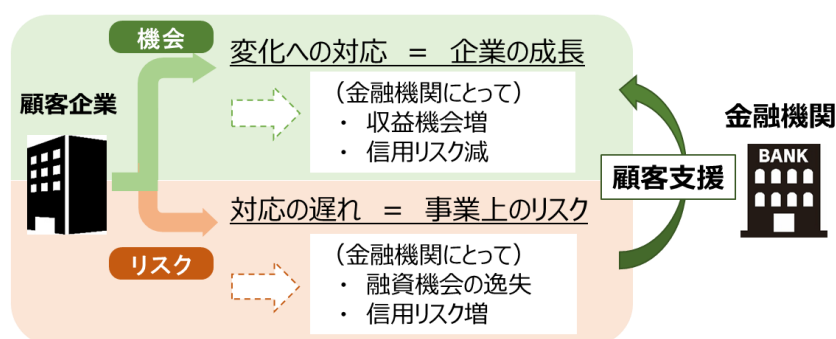 機会
変化への対応 = 企業の成長
顧客企業
(金融機関にとって)
・ 収益機会増
・ 信用リスク減
金融機関
BANK
顧客支援
対応の遅れ = 事業上のリスク
リスク
(金融機関にとって)
・ 融資機会の逸失
・ 信用リスク増